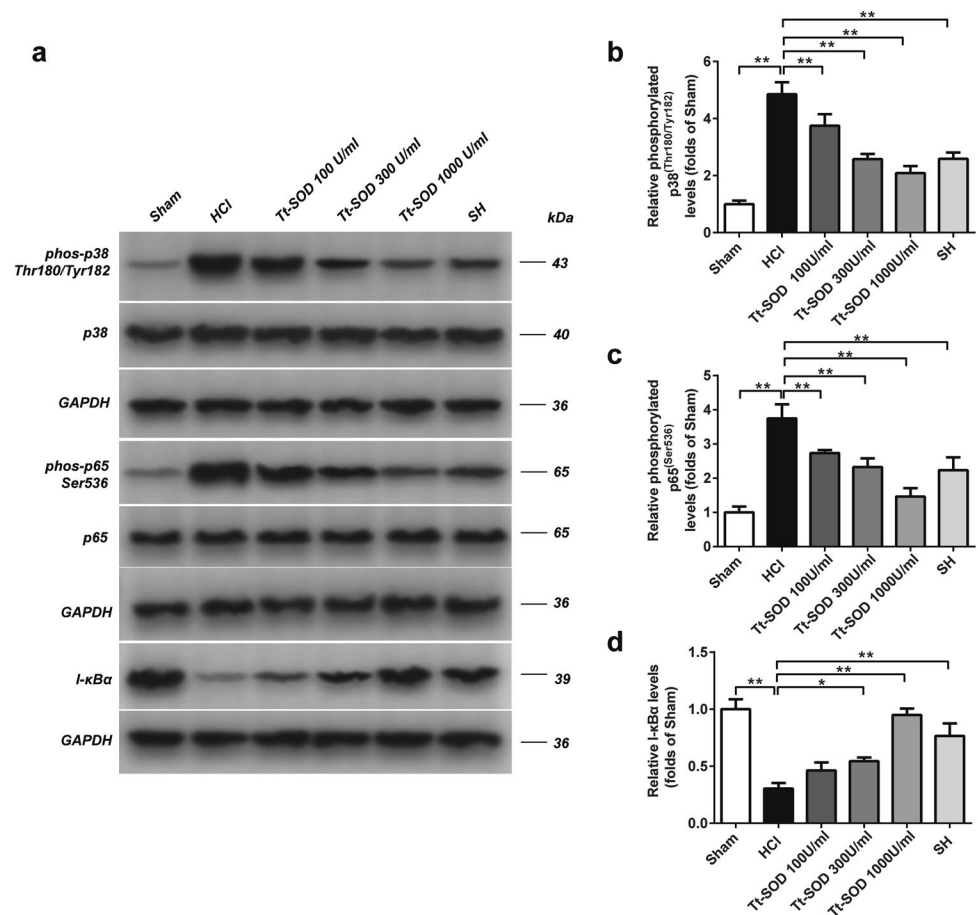 a
Sham
HCl
Tt-SOD 100 U/ml
Tt-SOD 300 U/ml
Tt-SOD 1000 U/ml
SH
kDa
phos-p38
Thr180/Tyr182
43
p38
40
GAPDH
36
phos-p65
Ser536
65
p65
65
GAPDH
36
I-κBα
39
GAPDH
36
b
Relative phosphorylated
p38(Thr180/Tyr182)
levels (folds of Sham)
6
4
2
0
**
**
**
**
**
Sham
HCl
Tt-SOD 100U/ml
Tt-SOD 300U/ml
Tt-SOD 1000U/ml
SH
c
Relative phosphorylated
p65(Ser536)
levels (folds of Sham)
5
4
3
2
1
0
**
**
**
**
**
Sham
HCl
Tt-SOD 100U/ml
Tt-SOD 300U/ml
Tt-SOD 1000U/ml
SH
d
Relative I-κBα levels
(folds of Sham)
1.5
1.0
0.5
0.0
**
**
**
*
Sham
HCl
Tt-SOD 100U/ml
Tt-SOD 300U/ml
Tt-SOD 1000U/ml
SH